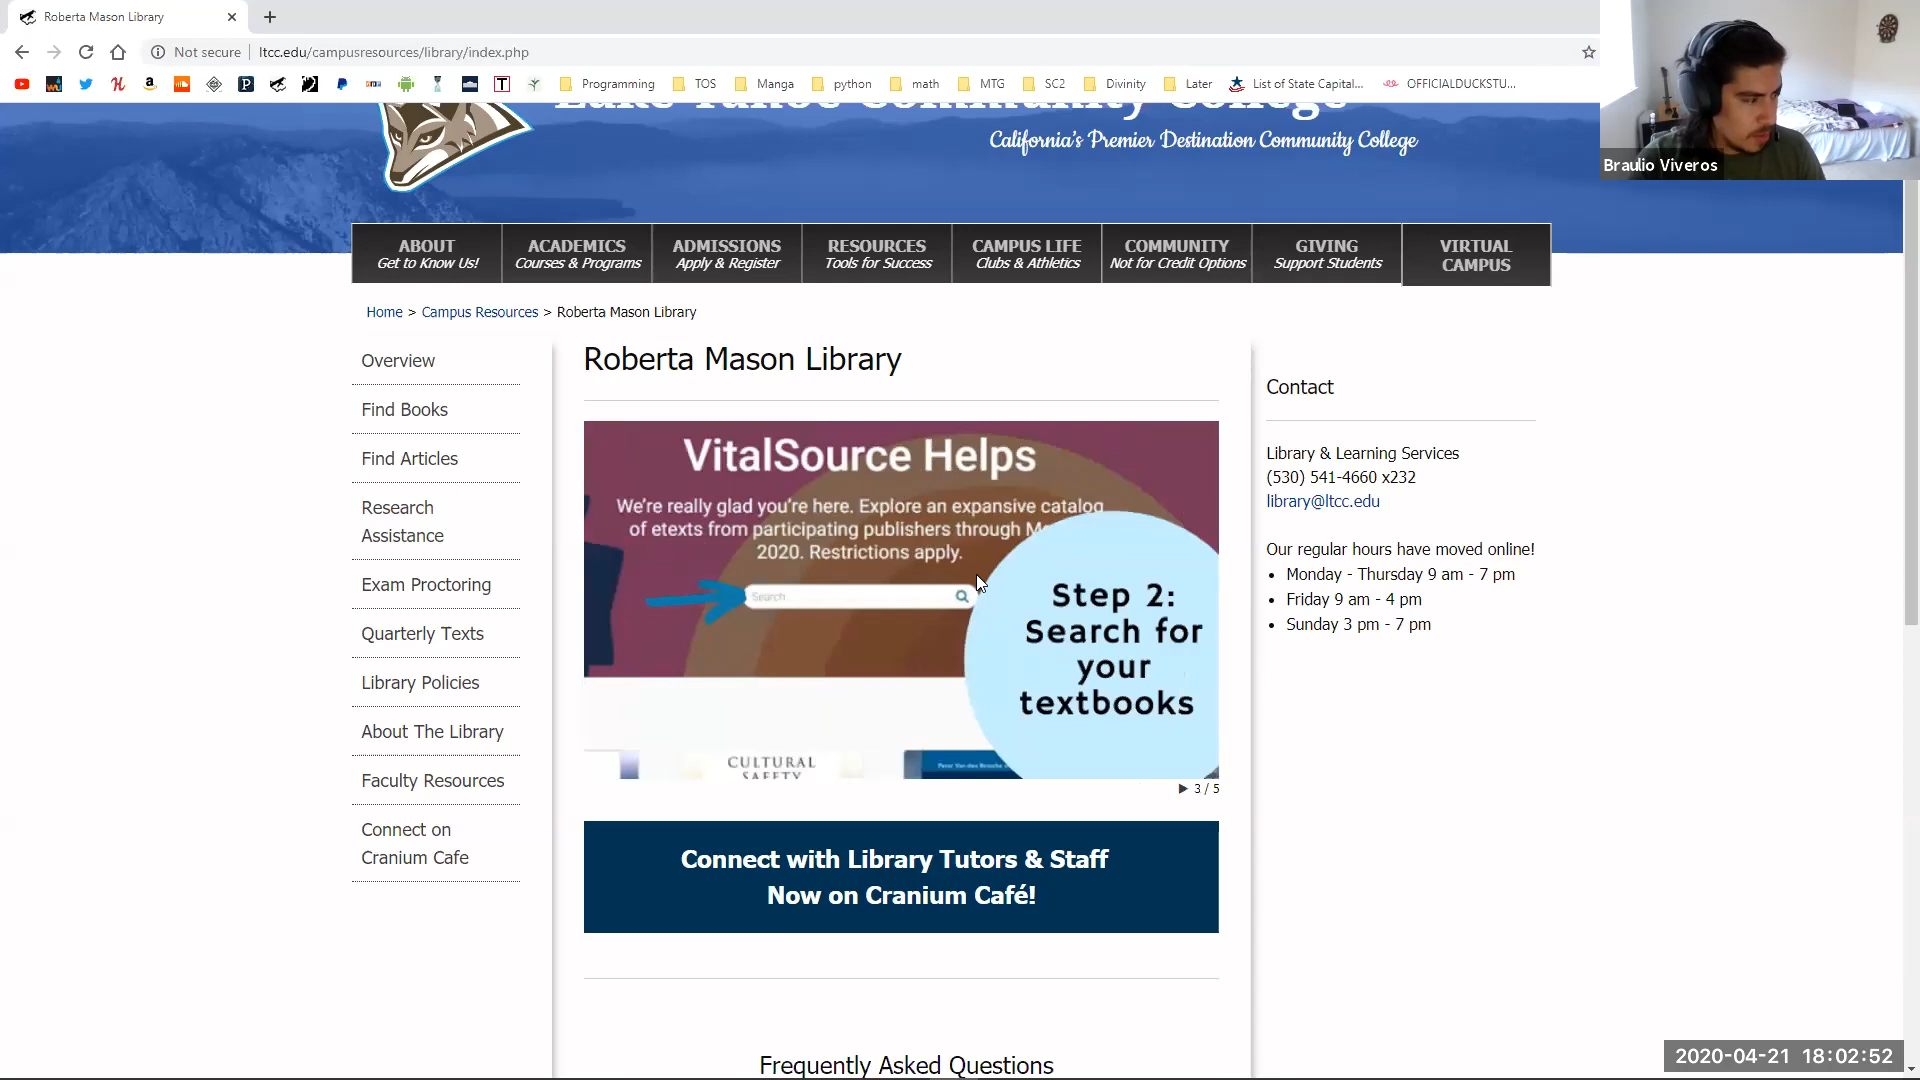 Roberta Mason Library
Not secure
ltcc.edu/campusresources/library/index.php
Programming
TOS
Manga
python
math
MTG
SC2
Divinity
Later
List of State Capital...
OFFICIALDUCKSTU...
Lake Tahoe Community College
California's Premier Destination Community College
Braulio Viveros
ABOUT
Get to Know Us!
ACADEMICS
Courses & Programs
ADMISSIONS
Apply & Register
RESOURCES
Tools for Success
CAMPUS LIFE
Clubs & Athletics
COMMUNITY
Not for Credit Options
GIVING
Support Students
VIRTUAL
CAMPUS
Home > Campus Resources > Roberta Mason Library
Overview
Find Books
Find Articles
Research
Assistance
Exam Proctoring
Quarterly Texts
Library Policies
About The Library
Faculty Resources
Connect on
Cranium Cafe
Roberta Mason Library
VitalSource Helps
We're really glad you're here. Explore an expansive catalog
of etexts from participating publishers through
2020. Restrictions apply.
Search
Step 2:
Search for
your
textbooks
CULTURAL
SAFETY
3 / 5
Connect with Library Tutors & Staff
Now on Cranium Café!
Frequently Asked Questions
Contact
Library & Learning Services
(530) 541-4660 x232
library@ltcc.edu
Our regular hours have moved online!
Monday - Thursday 9 am - 7 pm
Friday 9 am - 4 pm
Sunday 3 pm - 7 pm
2020-04-21 18:02:52